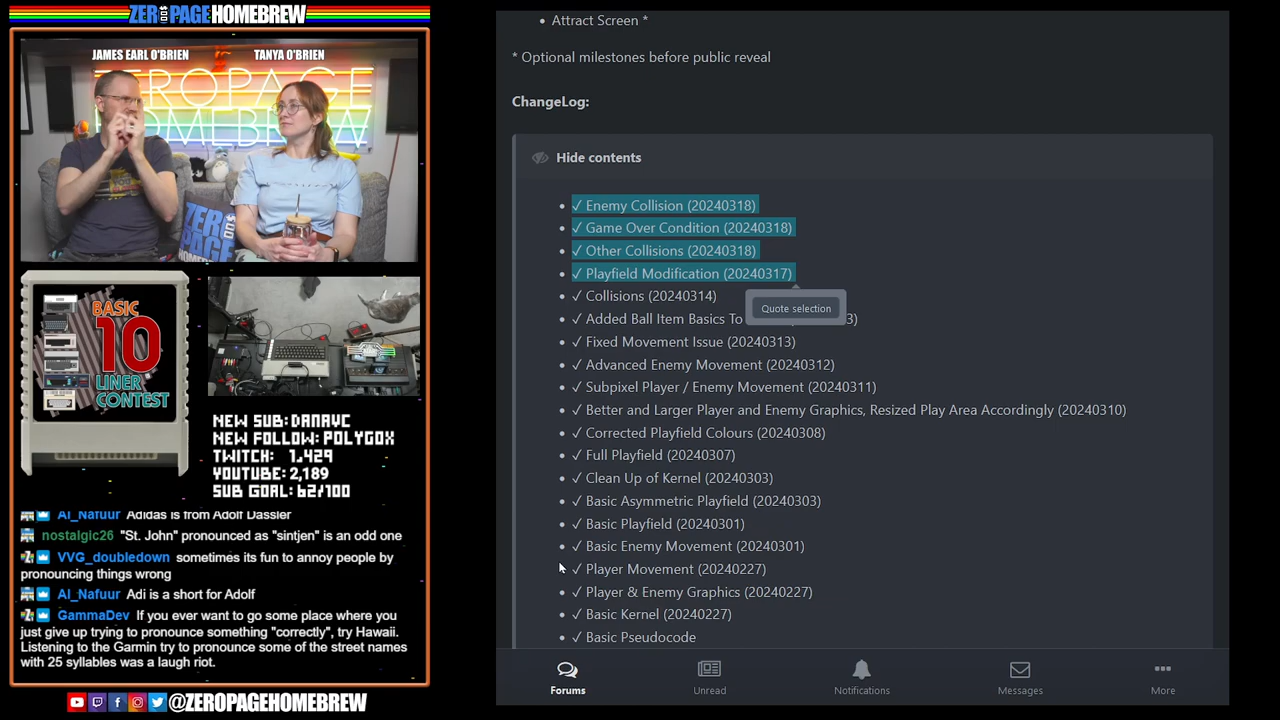 ZERO PAGE HOMEBREW
JAMES EARL O'BRIEN
TANYA O'BRIEN
ZEROPAGE
HOMEBREW
ZERO
PAGE
BASIC
10
LINER
CONTEST
NEW SUB: DANAYC
NEW FOLLOW: POLYGOX
TWITCH: 1,429
YOUTUBE: 2,189
SUB GOAL: 62/100
Al_Nafuur Adidas is from Adolf Dassler
nostalgic26 "St. John" pronounced as "sintjen" is an odd one
VVG_doubledown sometimes its fun to annoy people by
pronouncing things wrong
Al_Nafuur Adi is a short for Adolf
GammaDev If you ever want to go some place where you
just give up trying to pronounce something "correctly", try Hawaii.
Listening to the Garmin try to pronounce some of the street names
with 25 syllables was a laugh riot.
@ZEROPAGEHOMEBREW
• Attract Screen *
* Optional milestones before public reveal
ChangeLog:
Hide contents
• ✓ Enemy Collision (20240318)
• ✓ Game Over Condition (20240318)
• ✓ Other Collisions (20240318)
• ✓ Playfield Modification (20240317)
• ✓ Collisions (20240314)
Quote selection
• ✓ Added Ball Item Basics To 3)
• ✓ Fixed Movement Issue (20240313)
• ✓ Advanced Enemy Movement (20240312)
• ✓ Subpixel Player / Enemy Movement (20240311)
• ✓ Better and Larger Player and Enemy Graphics, Resized Play Area Accordingly (20240310)
• ✓ Corrected Playfield Colours (20240308)
• ✓ Full Playfield (20240307)
• ✓ Clean Up of Kernel (20240303)
• ✓ Basic Asymmetric Playfield (20240303)
• ✓ Basic Playfield (20240301)
• ✓ Basic Enemy Movement (20240301)
• ✓ Player Movement (20240227)
• ✓ Player & Enemy Graphics (20240227)
• ✓ Basic Kernel (20240227)
• ✓ Basic Pseudocode
Forums
Unread
Notifications
Messages
More